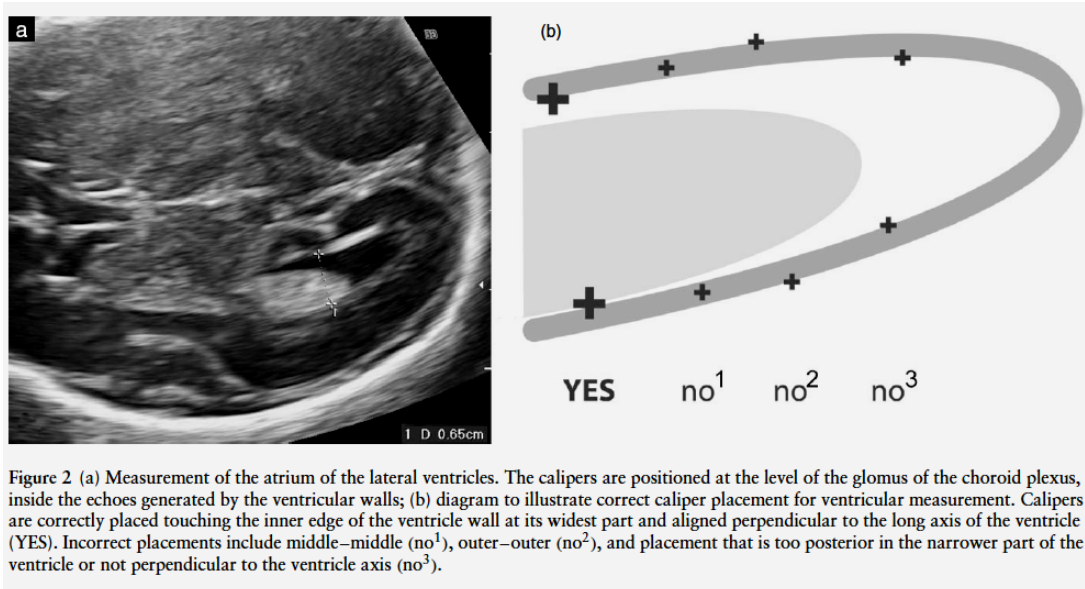 a
(b)
YES no¹ no² no³
1 D 0.65cm
Figure 2 (a) Measurement of the atrium of the lateral ventricles. The calipers are positioned at the level of the glomus of the choroid plexus,
inside the echoes generated by the ventricular walls; (b) diagram to illustrate correct caliper placement for ventricular measurement. Calipers
are correctly placed touching the inner edge of the ventricle wall at its widest part and aligned perpendicular to the long axis of the ventricle
(YES). Incorrect placements include middle–middle (no¹), outer–outer (no²), and placement that is too posterior in the narrower part of the
ventricle or not perpendicular to the ventricle axis (no³).